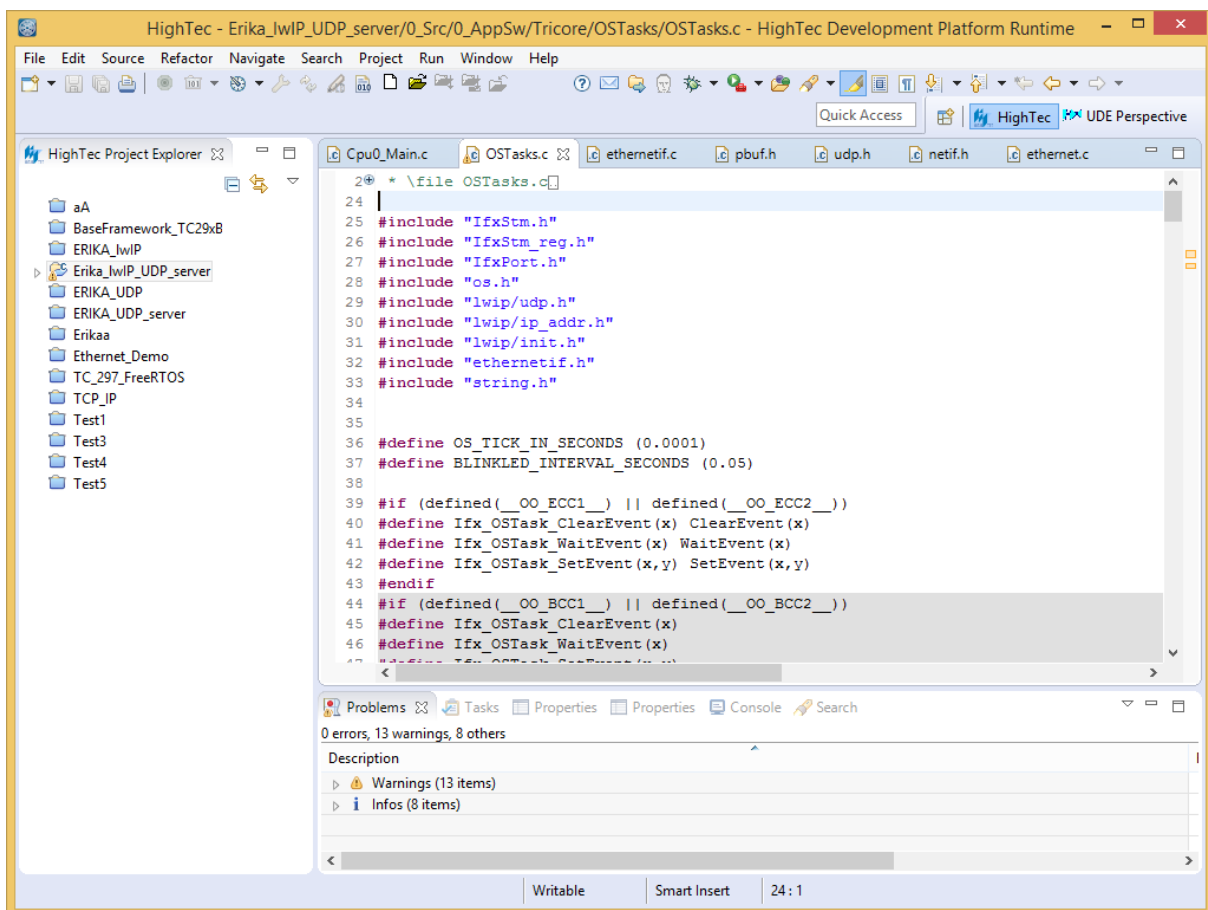 HighTec - Erika_lwIP_UDP_server/0_Src/0_AppSw/Tricore/OSTasks/OSTasks.c - HighTec Development Platform Runtime
File Edit Source Refactor Navigate Search Project Run Window Help
Quick Access HighTec UDE Perspective
HighTec Project Explorer
aA
BaseFramework_TC29xB
ERIKA_lwIP
Erika_lwIP_UDP_server
ERIKA_UDP
ERIKA_UDP_server
Erikaa
Ethernet_Demo
TC_297_FreeRTOS
TCP_IP
Test1
Test3
Test4
Test5
Cpu0_Main.c OSTasks.c ethernetif.c pbuf.h udp.h netif.h ethernet.c
2 * \file OSTasks.c
24
25 #include "IfxStm.h"
26 #include "IfxStm_reg.h"
27 #include "IfxPort.h"
28 #include "os.h"
29 #include "lwip/udp.h"
30 #include "lwip/ip_addr.h"
31 #include "lwip/init.h"
32 #include "ethernetif.h"
33 #include "string.h"
34
35
36 #define OS_TICK_IN_SECONDS (0.0001)
37 #define BLINKLED_INTERVAL_SECONDS (0.05)
38
39 #if (defined(__OO_ECC1__) || defined(__OO_ECC2__))
40 #define Ifx_OSTask_ClearEvent(x) ClearEvent(x)
41 #define Ifx_OSTask_WaitEvent(x) WaitEvent(x)
42 #define Ifx_OSTask_SetEvent(x,y) SetEvent(x,y)
43 #endif
44 #if (defined(__OO_BCC1__) || defined(__OO_BCC2__))
45 #define Ifx_OSTask_ClearEvent(x)
46 #define Ifx_OSTask_WaitEvent(x)
Problems Tasks Properties Properties Console Search
0 errors, 13 warnings, 8 others
Description
Warnings (13 items)
Infos (8 items)
Writable Smart Insert 24 : 1